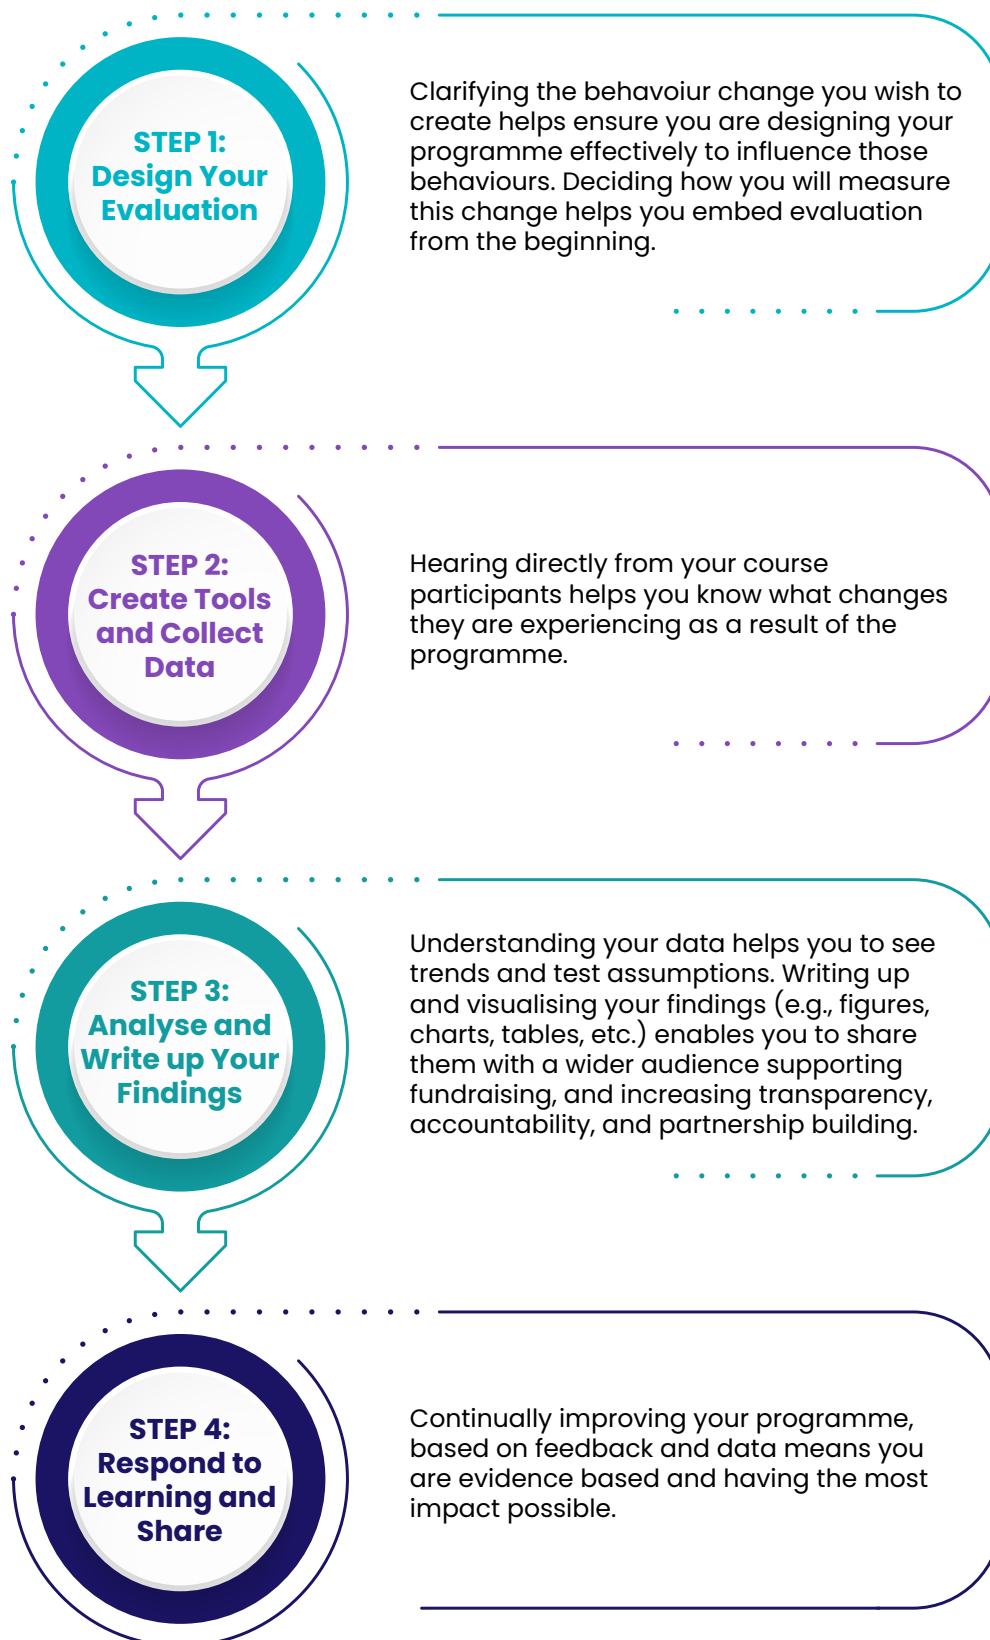 STEP 1:
Design Your
Evaluation
Clarifying the behavoiur change you wish to
create helps ensure you are designing your
programme effectively to influence those
behaviours. Deciding how you will measure
this change helps you embed evaluation
from the beginning.
STEP 2:
Create Tools
and Collect
Data
Hearing directly from your course
participants helps you know what changes
they are experiencing as a result of the
programme.
STEP 3:
Analyse and
Write up Your
Findings
Understanding your data helps you to see
trends and test assumptions. Writing up
and visualising your findings (e.g., figures,
charts, tables, etc.) enables you to share
them with a wider audience supporting
fundraising, and increasing transparency,
accountability, and partnership building.
STEP 4:
Respond to
Learning and
Share
Continually improving your programme,
based on feedback and data means you
are evidence based and having the most
impact possible.